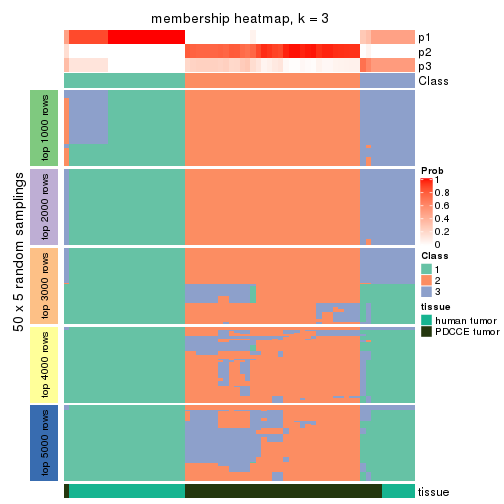 membership heatmap, k = 3
p1
p2
p3
Class
50 x 5 random samplings
top 1000 rows
top 2000 rows
top 3000 rows
top 4000 rows
top 5000 rows
Prob
1
0.8
0.6
0.4
0.2
0
Class
1
2
3
tissue
human tumor
PDCCE tumor
tissue